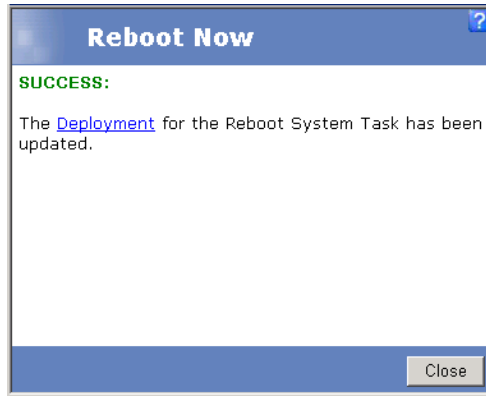 Reboot Now
?
SUCCESS:
The Deployment for the Reboot System Task has been
updated.
Close